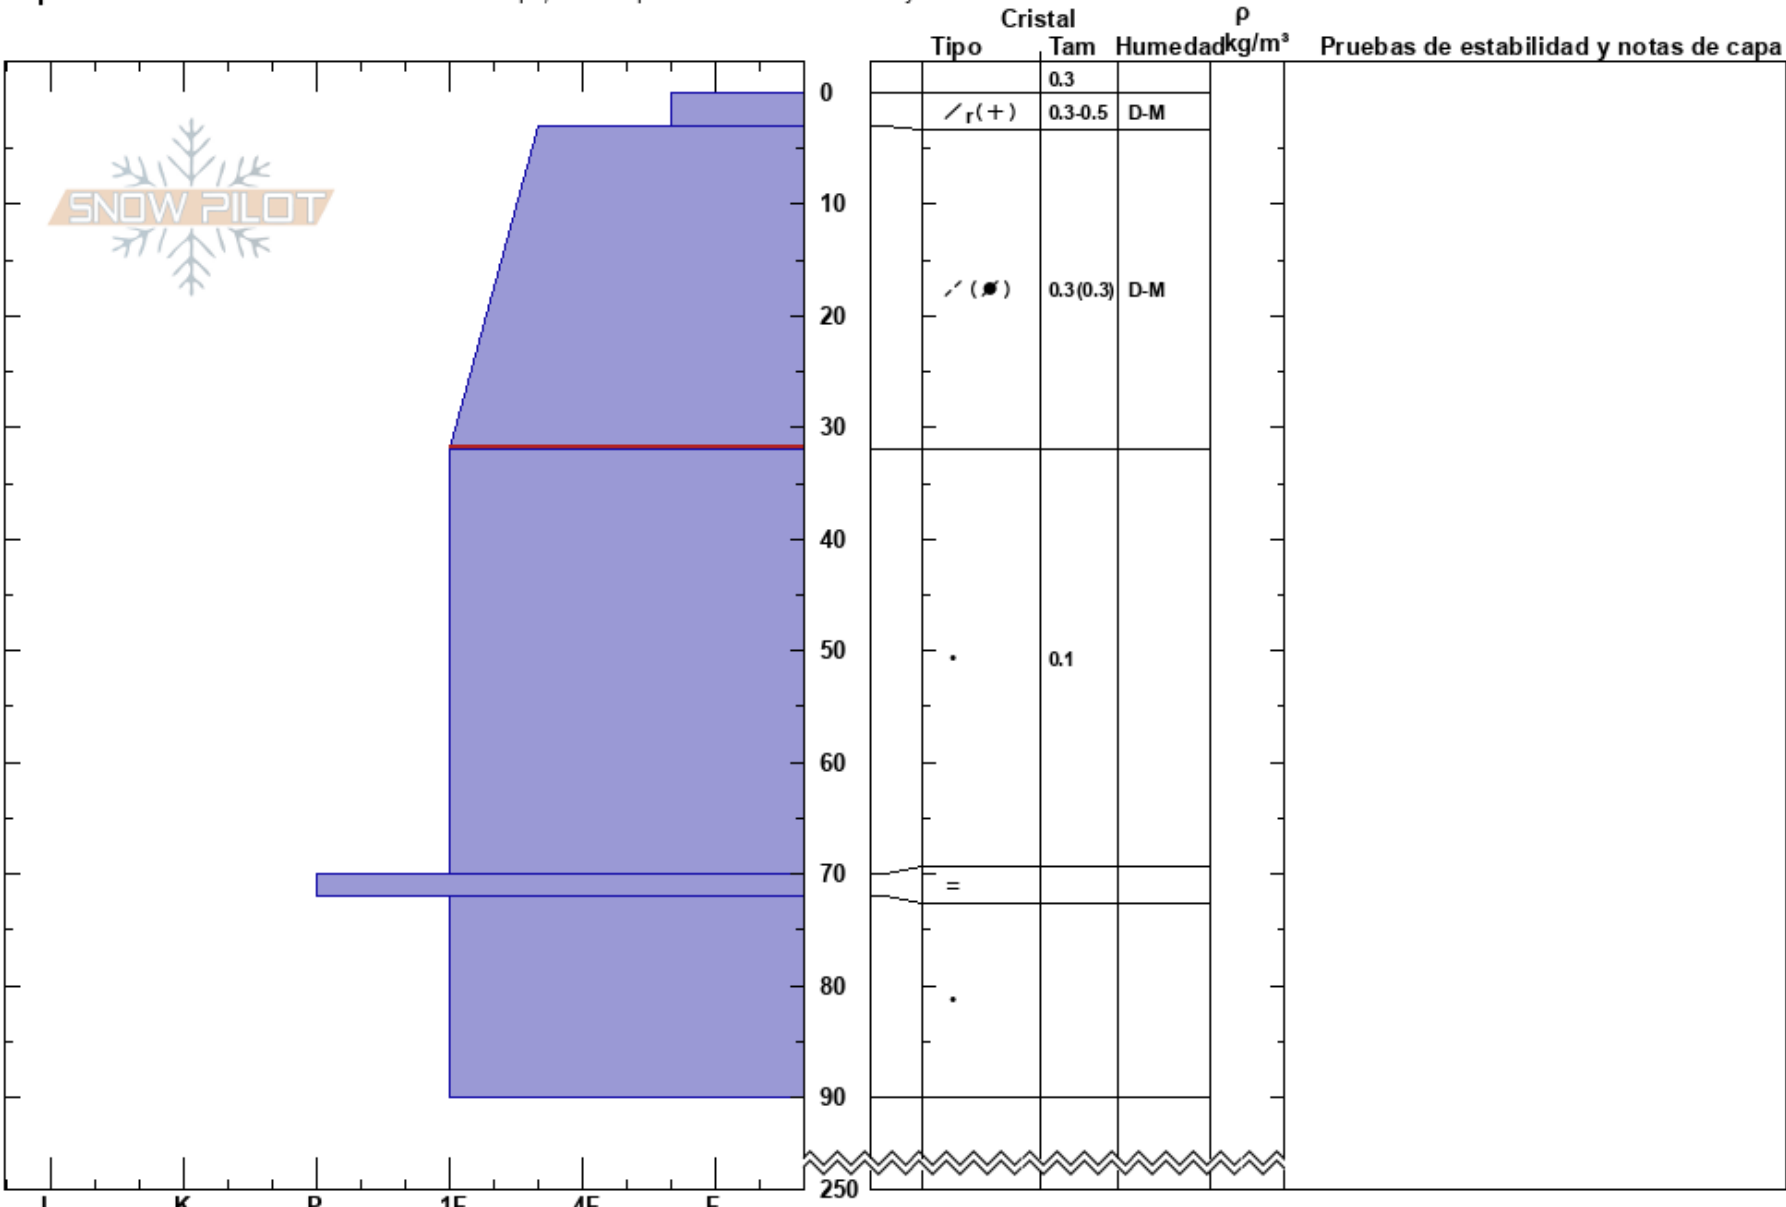 Cristal
ρ
Tipo Tam Humedad kg/m³ Pruebas de estabilidad y notas de capa
0.3
0
r(+) 0.3-0.5 D-M
SNOW PILOT
10
0.3(0.3) D-M
20
30
40
50
0.1
60
70
=
80
90
250
I K P 1F 4F F